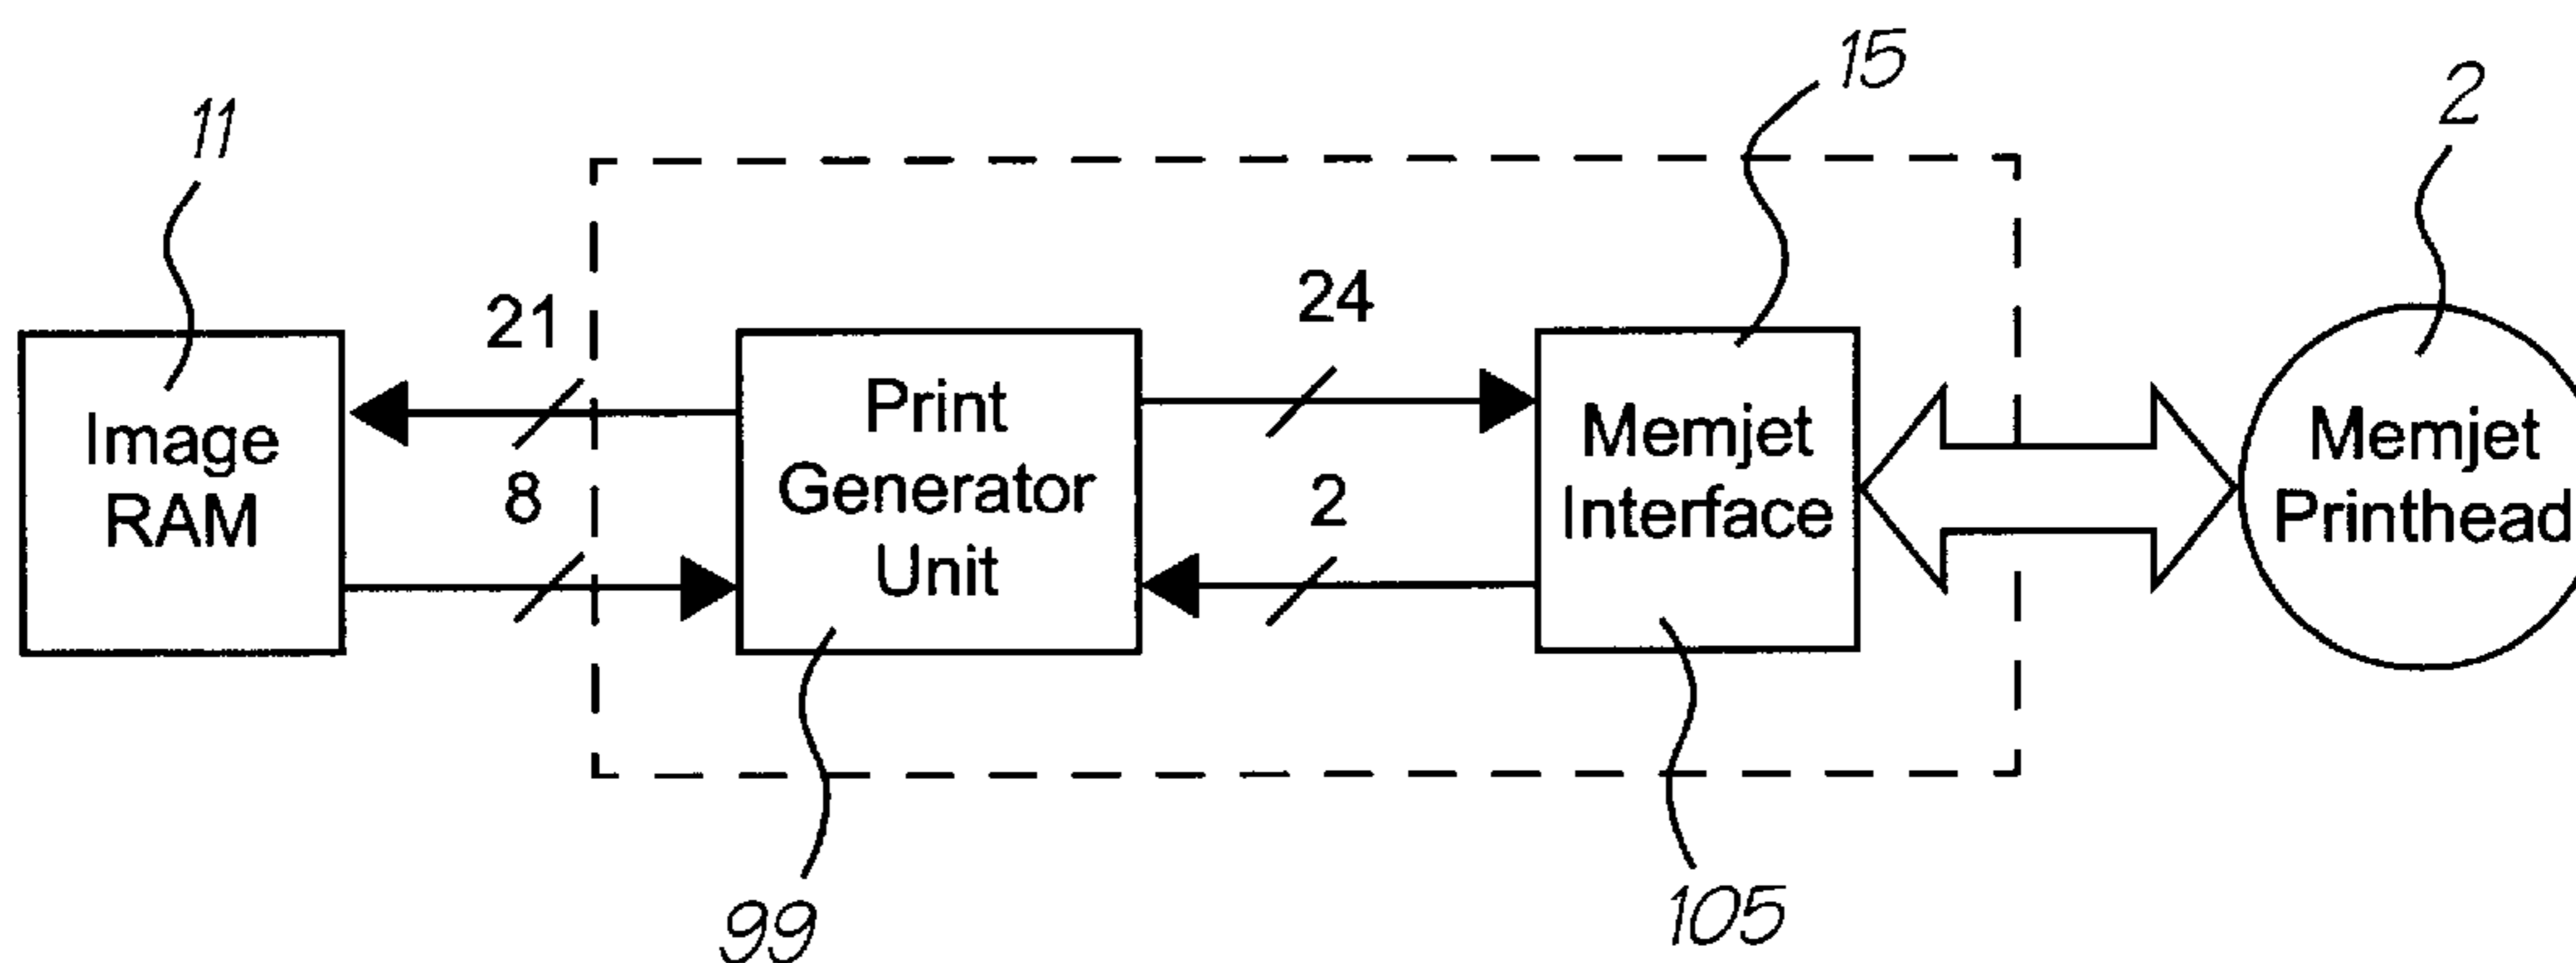 15
2
11
21
24
Image
RAM
8
Print
Generator
Unit
2
Memjet
Interface
Memjet
Printhead
99
105